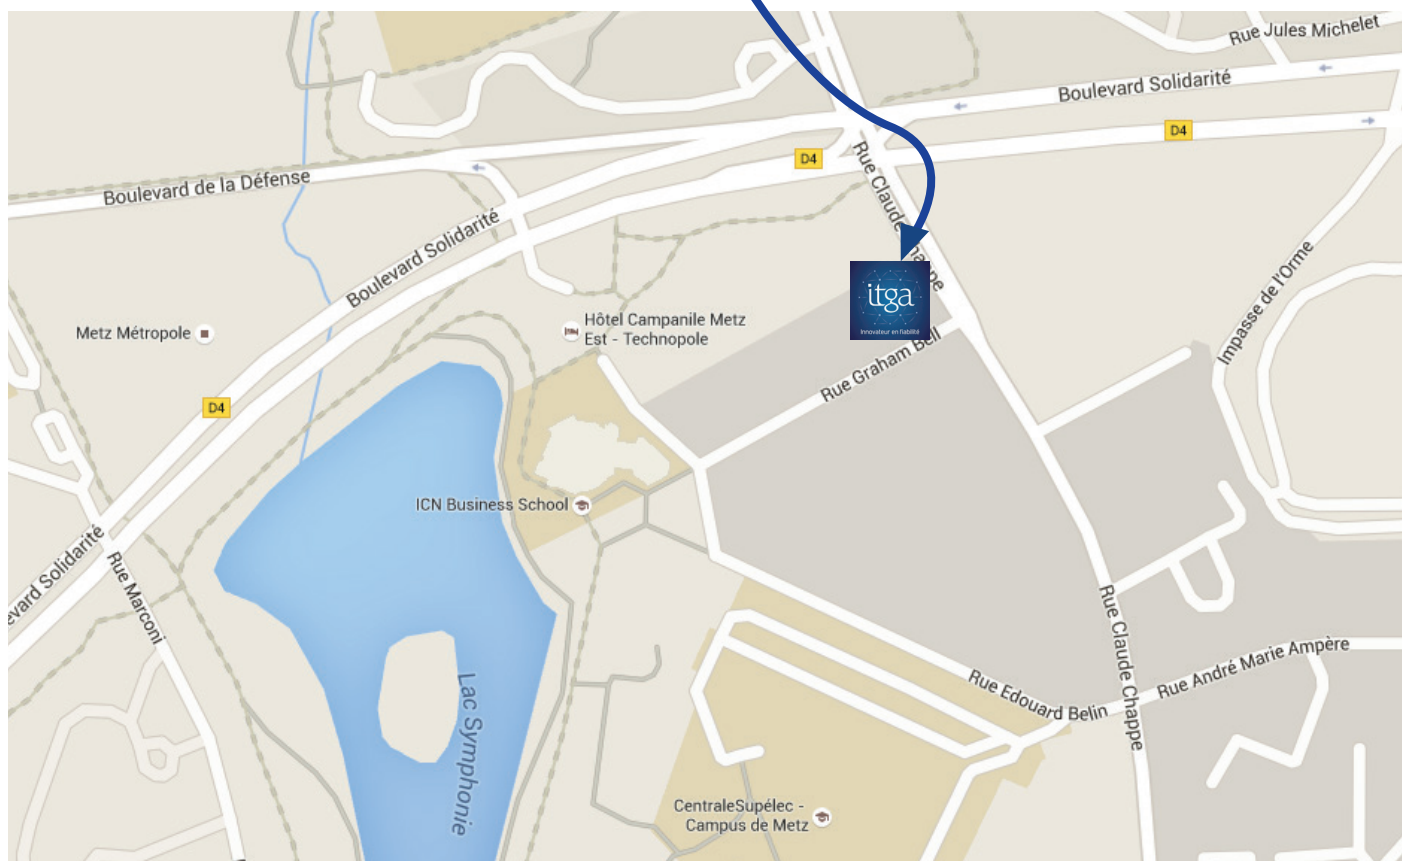 Rue Jules Michelet
Boulevard Solidarité
D4
D4
Boulevard de la Défense
Rue Claude Chappe
Boulevard Solidarité
Impasse de l'Orme
itga
Innovateur en fiabilité
Metz Métropole
Hôtel Campanile Metz
Est - Technopole
Rue Graham Bell
D4
ICN Business School
evard Solidarité
Rue Marconi
Rue Claude Chappe
Rue André Marie Ampère
Rue Edouard Belin
Lac Symphonie
CentraleSupélec -
Campus de Metz